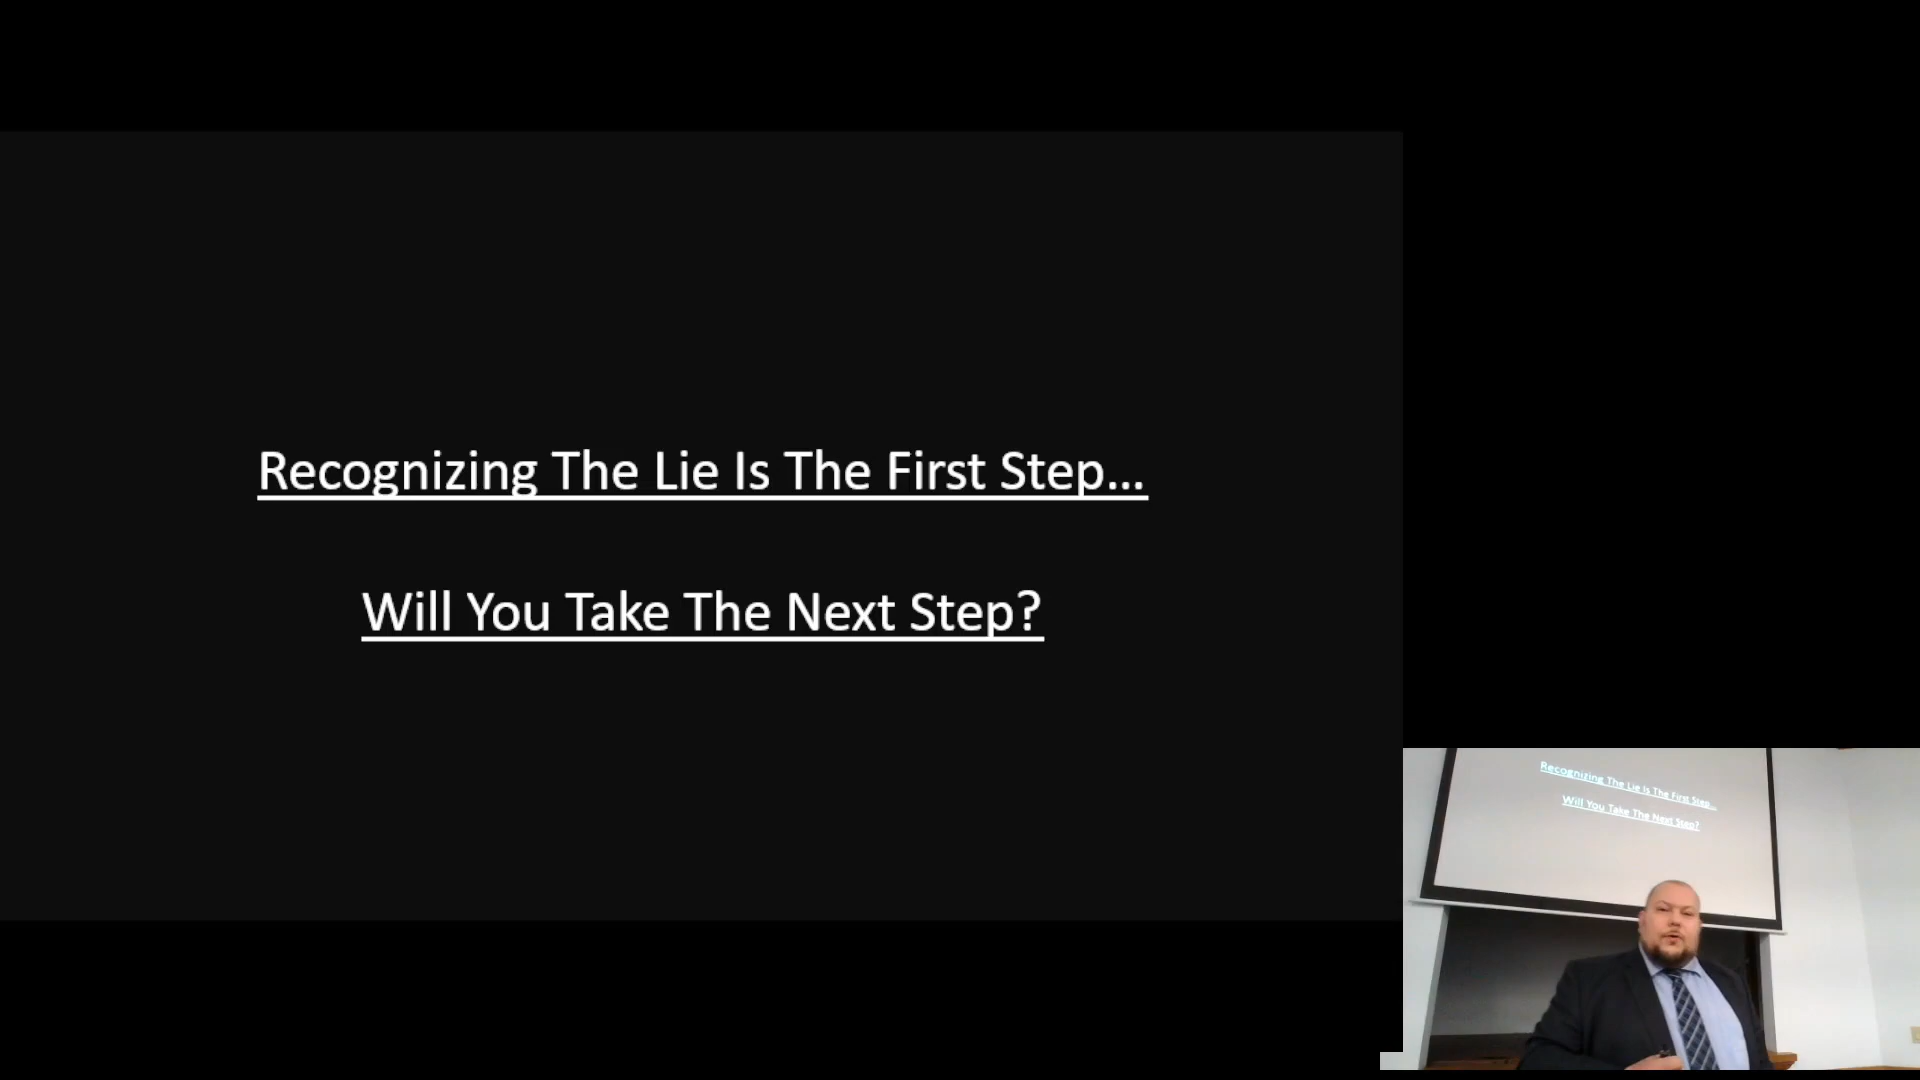 Recognizing The Lie Is The First Step...
Will You Take The Next Step?
Recognizing The Lie Is The First Step...
Will You Take The Next Step?